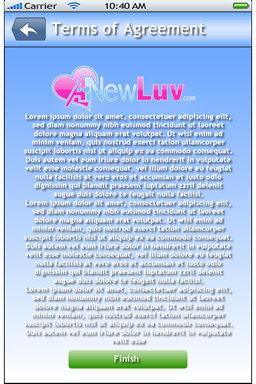 Carrier 10:40 AM
Terms of Agreement
ANewLuv.com
Lorem ipsum dolor sit amet, consectetuer adipiscing elit,
sed diam nonummy nibh euismod tincidunt ut laoreet
dolore magna aliquam erat volutpat. Ut wisi enim ad
minim veniam, quis nostrud exerci tation ullamcorper
suscipit lobortis nisl ut aliquip ex ea commodo consequat.
Duis autem vel eum iriure dolor in hendrerit in vulputate
velit esse molestie consequat, vel illum dolore eu feugiat
nulla facilisis at vero eros et accumsan et iusto odio
dignissim qui blandit praesent luptatum zzril delenit
augue duis dolore te feugait nulla facilisi.
Lorem ipsum dolor sit amet, consectetuer adipiscing elit,
sed diam nonummy nibh euismod tincidunt ut laoreet
dolore magna aliquam erat volutpat. Ut wisi enim ad
minim veniam, quis nostrud exerci tation ullamcorper
suscipit lobortis nisl ut aliquip ex ea commodo consequat.
Duis autem vel eum iriure dolor in hendrerit in vulputate
velit esse molestie consequat, vel illum dolore eu feugiat
nulla facilisis at vero eros et accumsan et iusto odio
dignissim qui blandit praesent luptatum zzril delenit
augue duis dolore te feugait nulla facilisi.
Lorem ipsum dolor sit amet, consectetuer adipiscing elit,
sed diam nonummy nibh euismod tincidunt ut laoreet
dolore magna aliquam erat volutpat. Ut wisi enim ad
minim veniam, quis nostrud exerci tation ullamcorper
suscipit lobortis nisl ut aliquip ex ea commodo consequat.
Duis autem vel eum iriure dolor in hendrerit in vulputate
velit esse
Finish